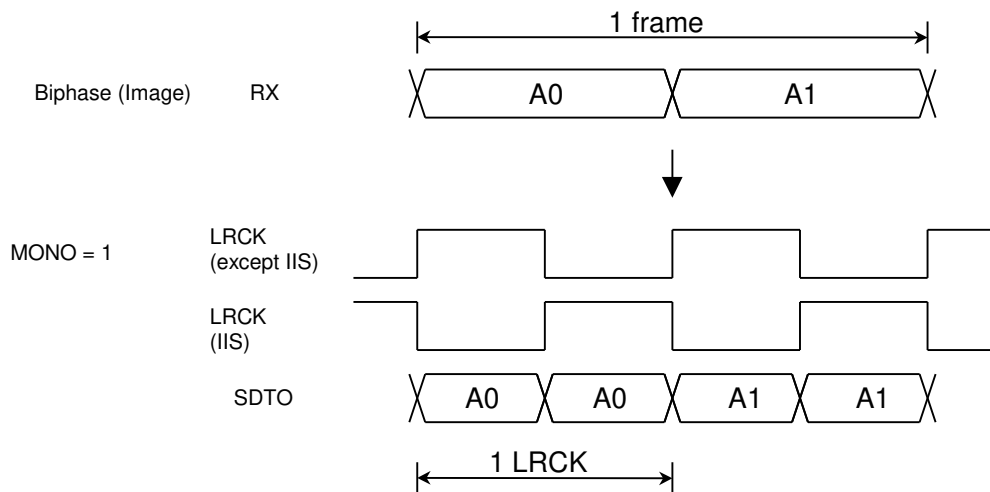 1 frame
Biphase (Image) RX A0 A1
MONO = 1
LRCK
(except IIS)
LRCK
(IIS)
SDTO A0 A0 A1 A1
1 LRCK